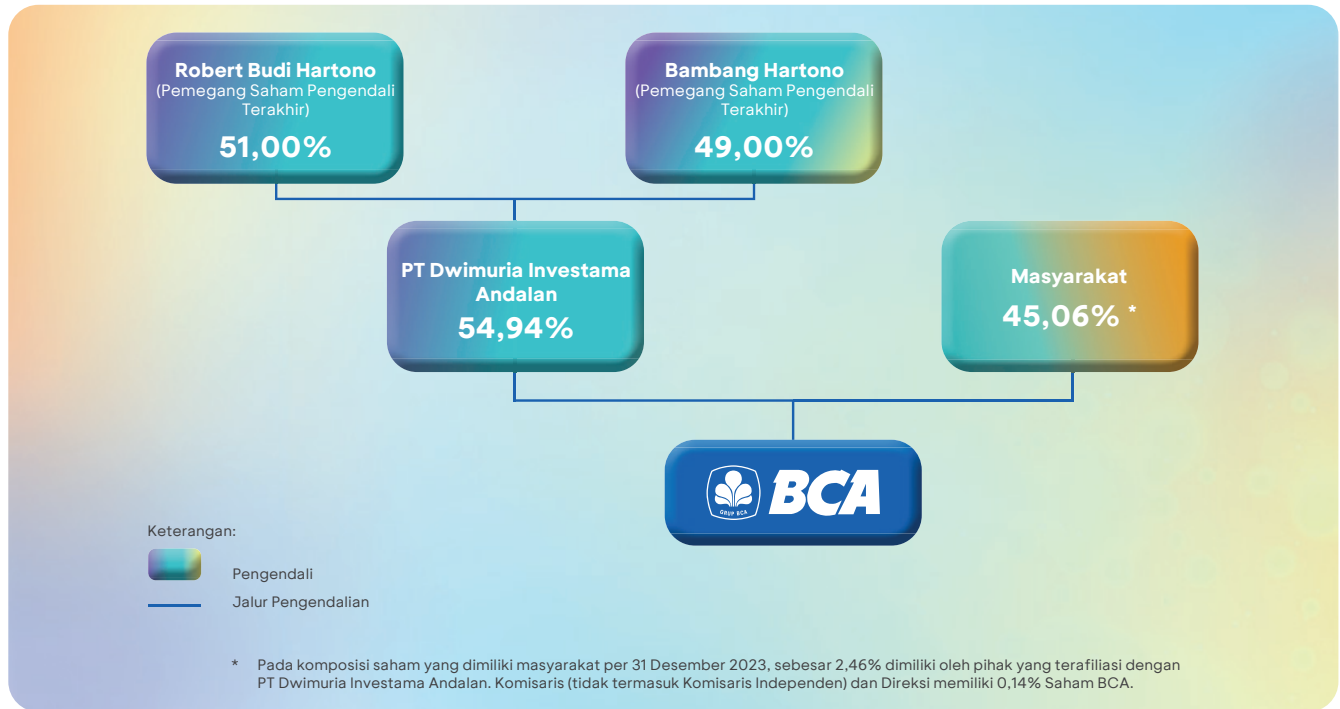 Robert Budi Hartono
(Pemegang Saham Pengendali
Terakhir)
51,00%
Bambang Hartono
(Pemegang Saham Pengendali
Terakhir)
49,00%
PT Dwimuria Investama
Andalan
54,94%
Masyarakat
45,06% *
GRUP BCA
BCA
Keterangan:
Pengendali
Jalur Pengendalian
* Pada komposisi saham yang dimiliki masyarakat per 31 Desember 2023, sebesar 2,46% dimiliki oleh pihak yang terafiliasi dengan
PT Dwimuria Investama Andalan. Komisaris (tidak termasuk Komisaris Independen) dan Direksi memiliki 0,14% Saham BCA.